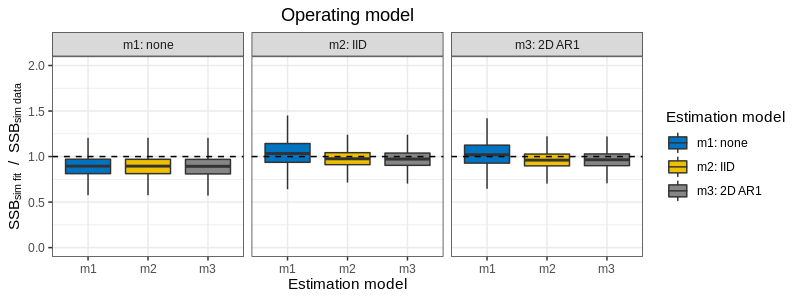 Operating model
m1: none
m2: IID
m3: 2D AR1
SSBsim fit / SSBsim data
2.0
1.5
1.0
0.5
0.0
m1 m2 m3
m1 m2 m3
m1 m2 m3
Estimation model
Estimation model
m1: none
m2: IID
m3: 2D AR1